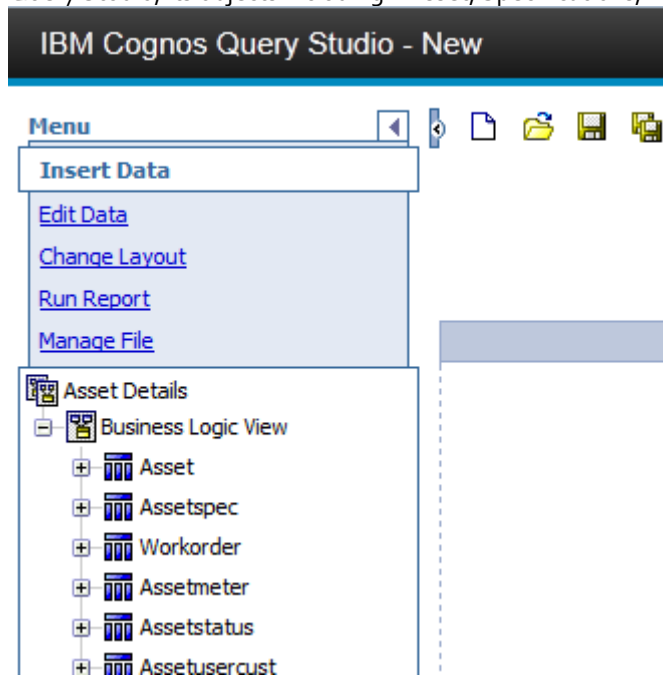 IBM Cognos Query Studio - New
Menu
Insert Data
Edit Data
Change Layout
Run Report
Manage File
Asset Details
Business Logic View
Asset
Assetspec
Workorder
Assetmeter
Assetstatus
Assetusercust